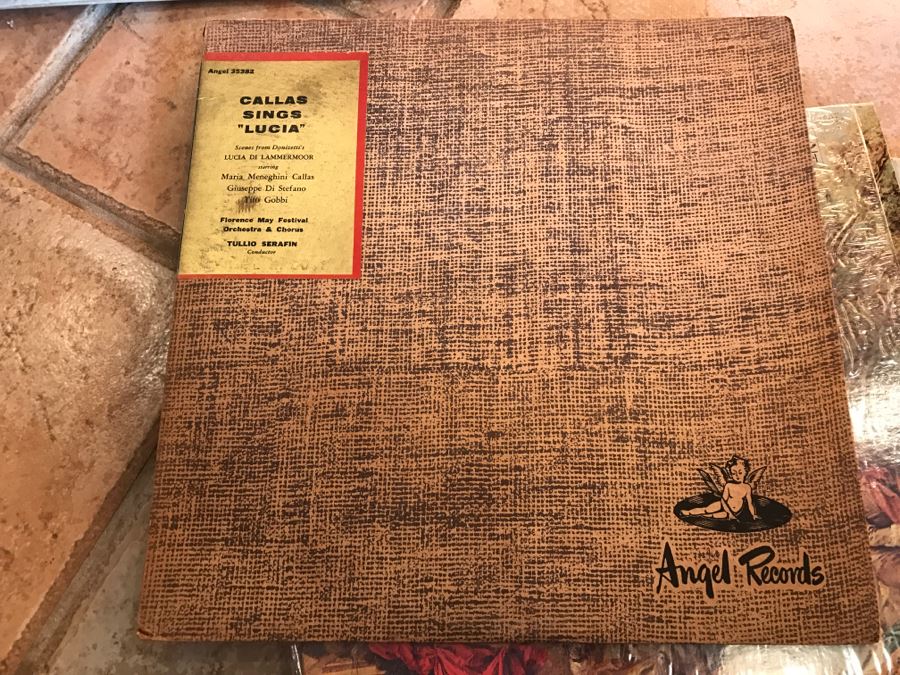 Angel 35382
CALLAS
SINGS
"LUCIA"
Scenes from Donizetti's
LUCIA DI LAMMERMOOR
starring
Maria Meneghini Callas
Giuseppe Di Stefano
Tito Gobbi
Florence May Festival
Orchestra & Chorus
TULLIO SERAFIN
Conductor
Angel Records